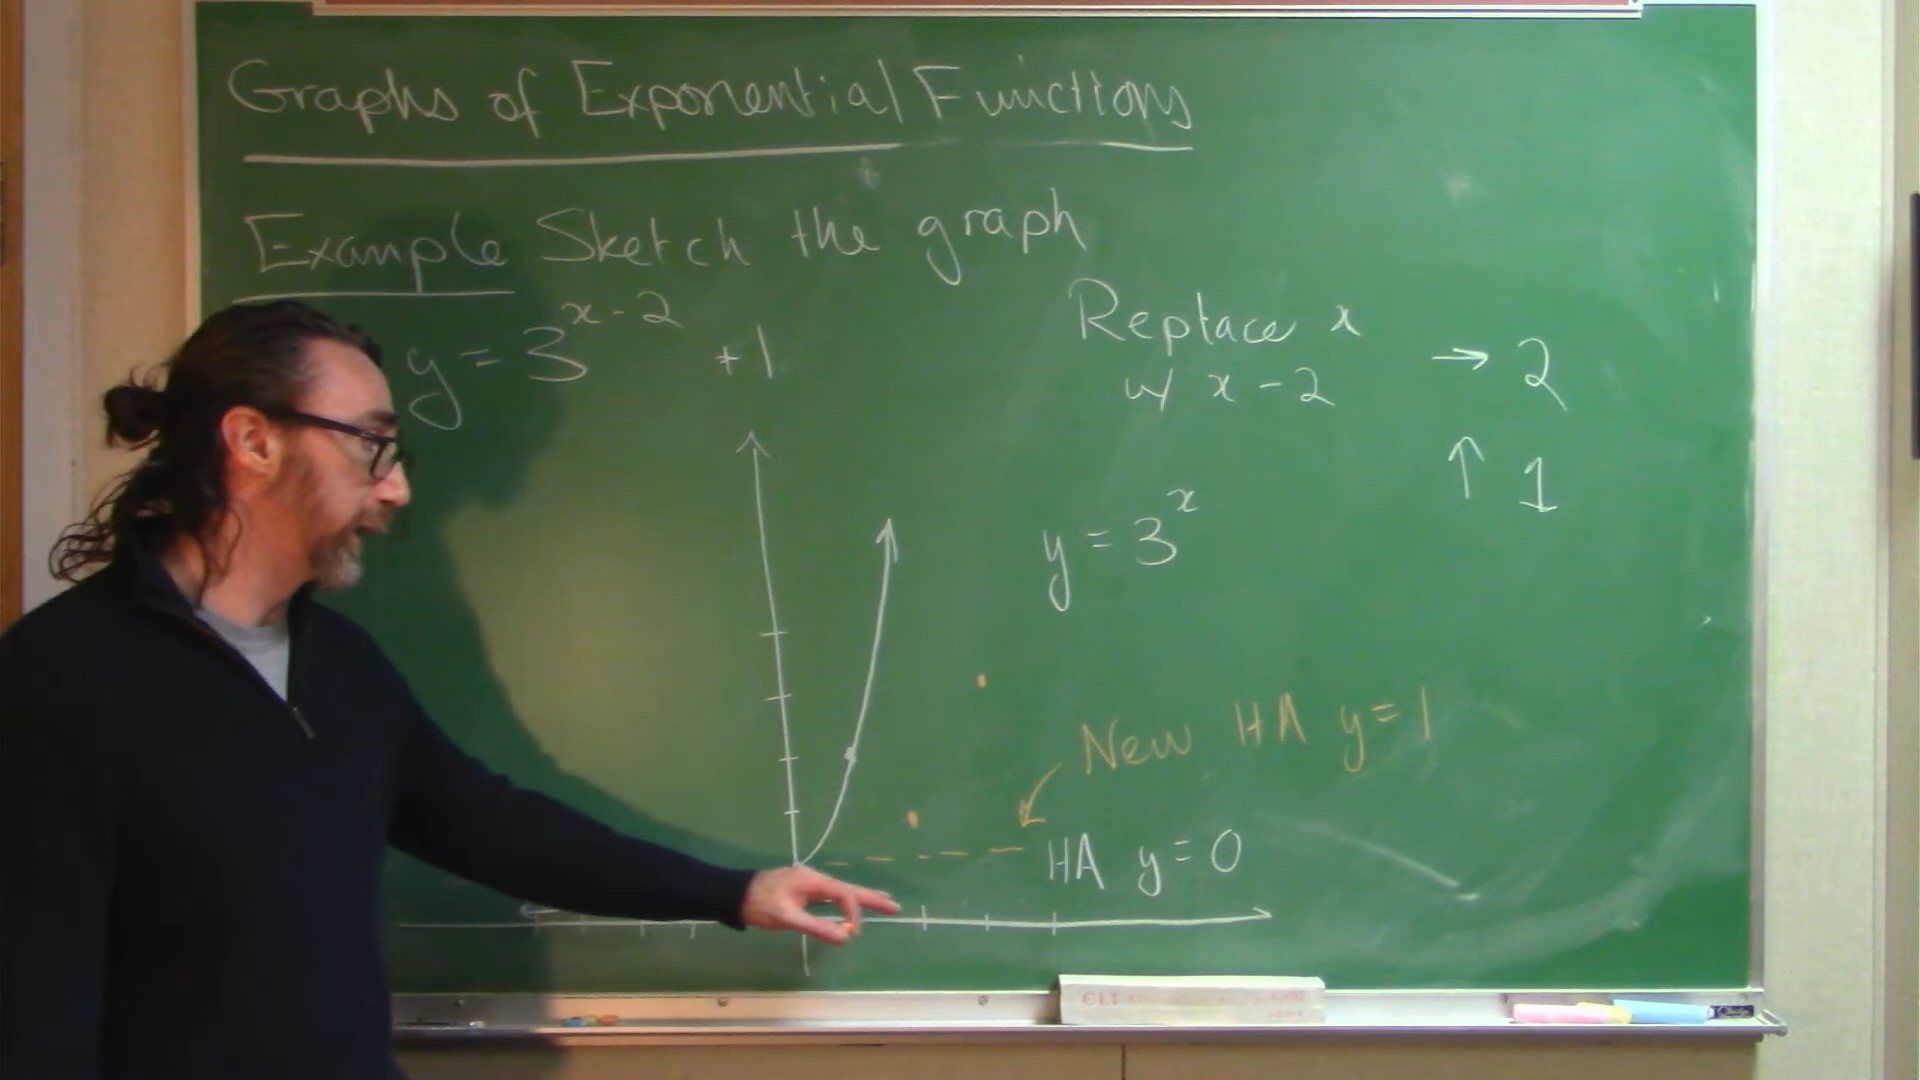 Graphs of Exponential Functions
Example Sketch the graph
y = 3^{x-2} + 1
Replace x
w/ x - 2
→ 2
↑ 1
y = 3^x
New HA y = 1
HA y = 0